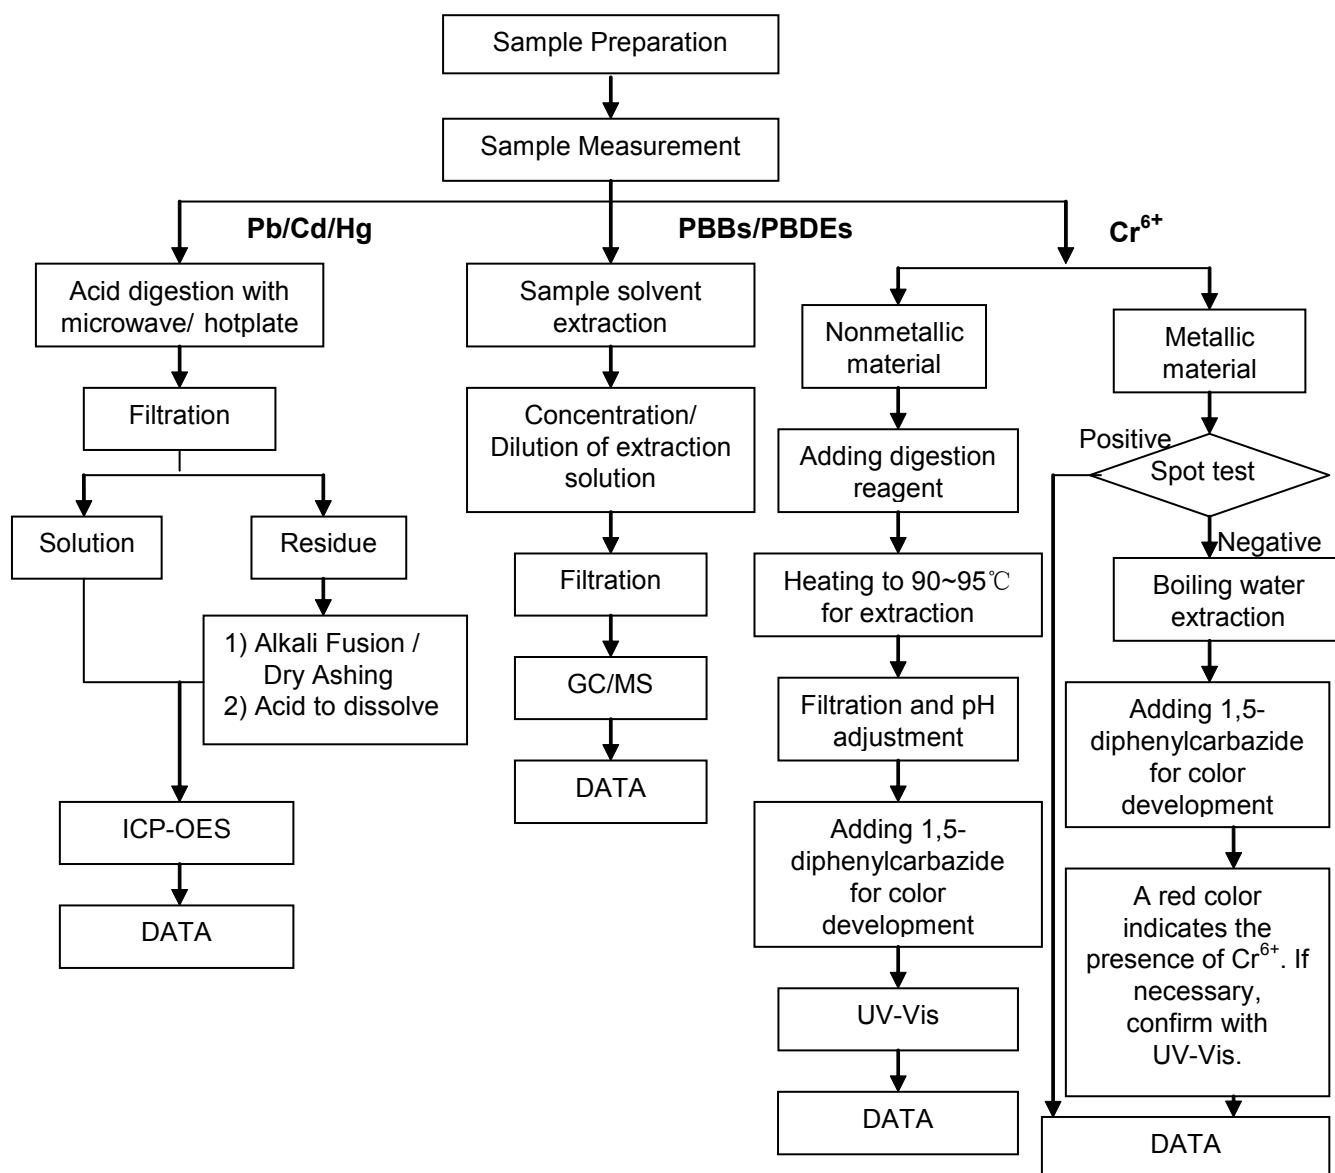 Sample Preparation
Sample Measurement
Pb/Cd/Hg
PBBs/PBDEs
Cr⁶⁺
Acid digestion with
microwave/ hotplate
Filtration
Solution
Residue
1) Alkali Fusion /
Dry Ashing
2) Acid to dissolve
ICP-OES
DATA
Sample solvent
extraction
Concentration/
Dilution of extraction
solution
Filtration
GC/MS
DATA
Nonmetallic
material
Adding digestion
reagent
Heating to 90~95℃
for extraction
Filtration and pH
adjustment
Adding 1,5-
diphenylcarbazide
for color
development
UV-Vis
DATA
Metallic
material
Positive
Spot test
Negative
Boiling water
extraction
Adding 1,5-
diphenylcarbazide
for color
development
A red color
indicates the
presence of Cr⁶⁺. If
necessary,
confirm with
UV-Vis.
DATA